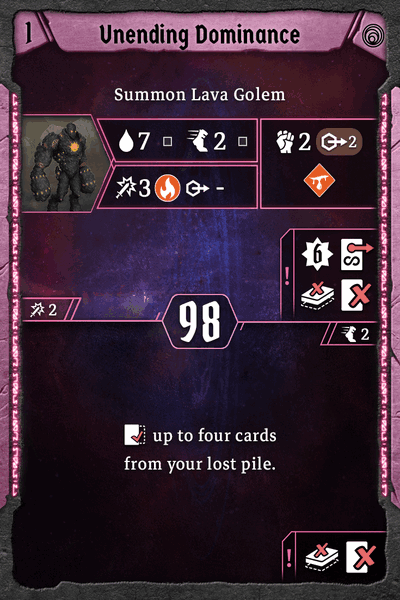 1 Unending Dominance
Summon Lava Golem
7 2 2 2
3 -
6
! S
2
98
2
up to four cards
from your lost pile.
!